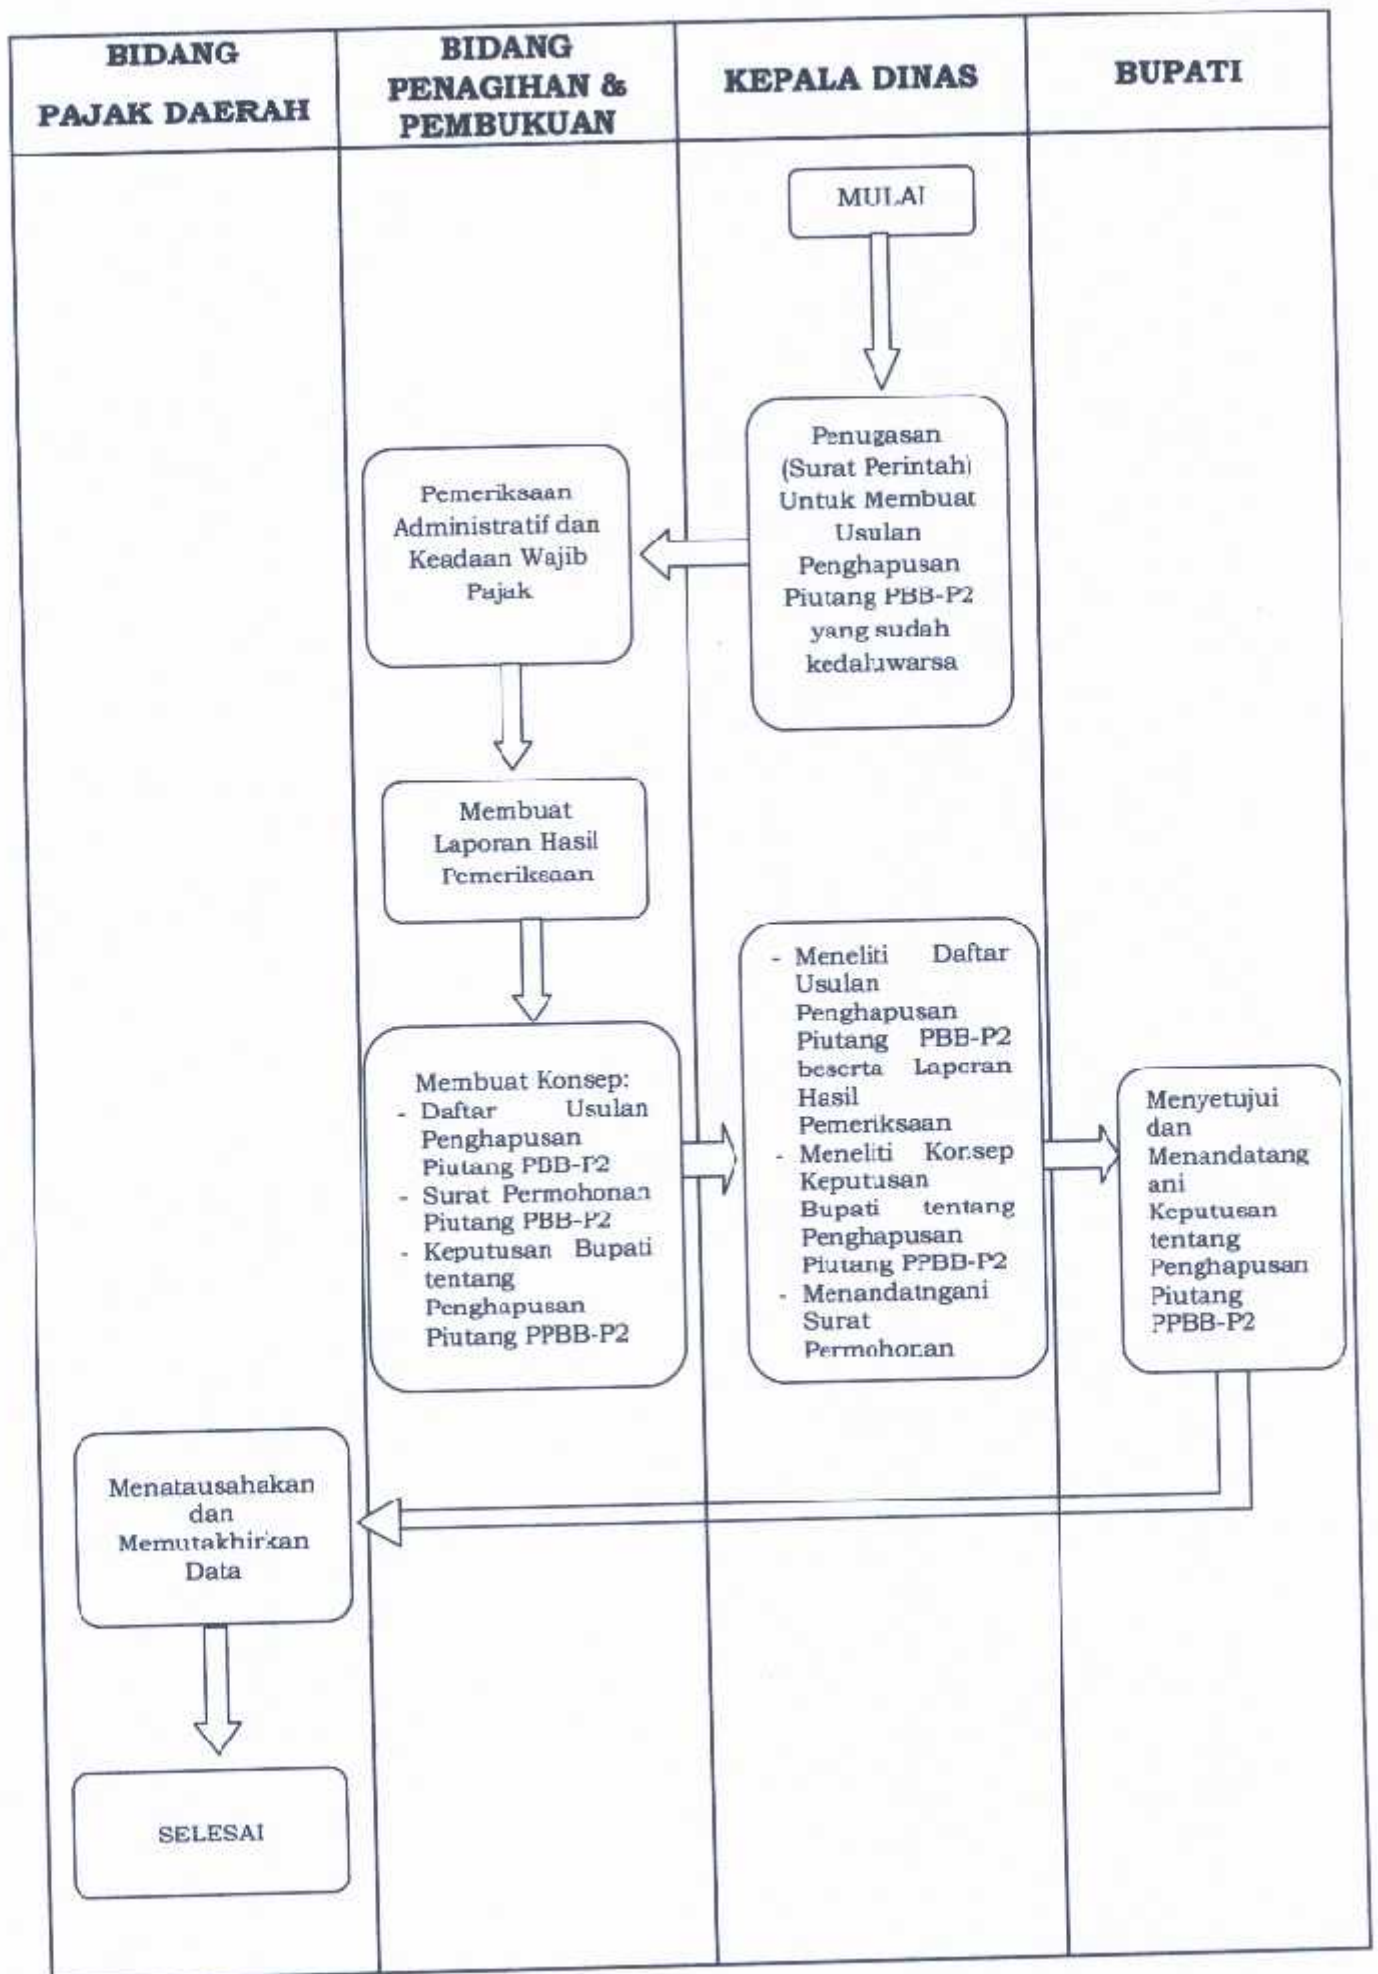 BIDANG
PAJAK DAERAH
BIDANG
PENAGIHAN &
PEMBUKUAN
KEPALA DINAS
BUPATI
MULAI
Penugasan
(Surat Perintah)
Untuk Membuat
Usulan
Penghapusan
Piutang PBB-P2
yang sudah
kedaluwarsa
Pemeriksaan
Administratif dan
Keadaan Wajib
Pajak
Membuat
Laporan Hasil
Pemeriksaan
Membuat Konsep:
- Daftar Usulan
Penghapusan
Piutang PBB-P2
- Surat Permohonan
Piutang PBB-P2
- Keputusan Bupati
tentang
Penghapusan
Piutang PPBB-P2
- Meneliti Daftar
Usulan
Penghapusan
Piutang PBB-P2
beserta Laporan
Hasil
Pemeriksaan
- Meneliti Konsep
Keputusan
Bupati tentang
Penghapusan
Piutang PPBB-P2
- Menandatngani
Surat
Permohonan
Menyetujui
dan
Menandatang
ani
Keputusan
tentang
Penghapusan
Piutang
PPBB-P2
Menatausahakan
dan
Memutakhirkan
Data
SELESAI